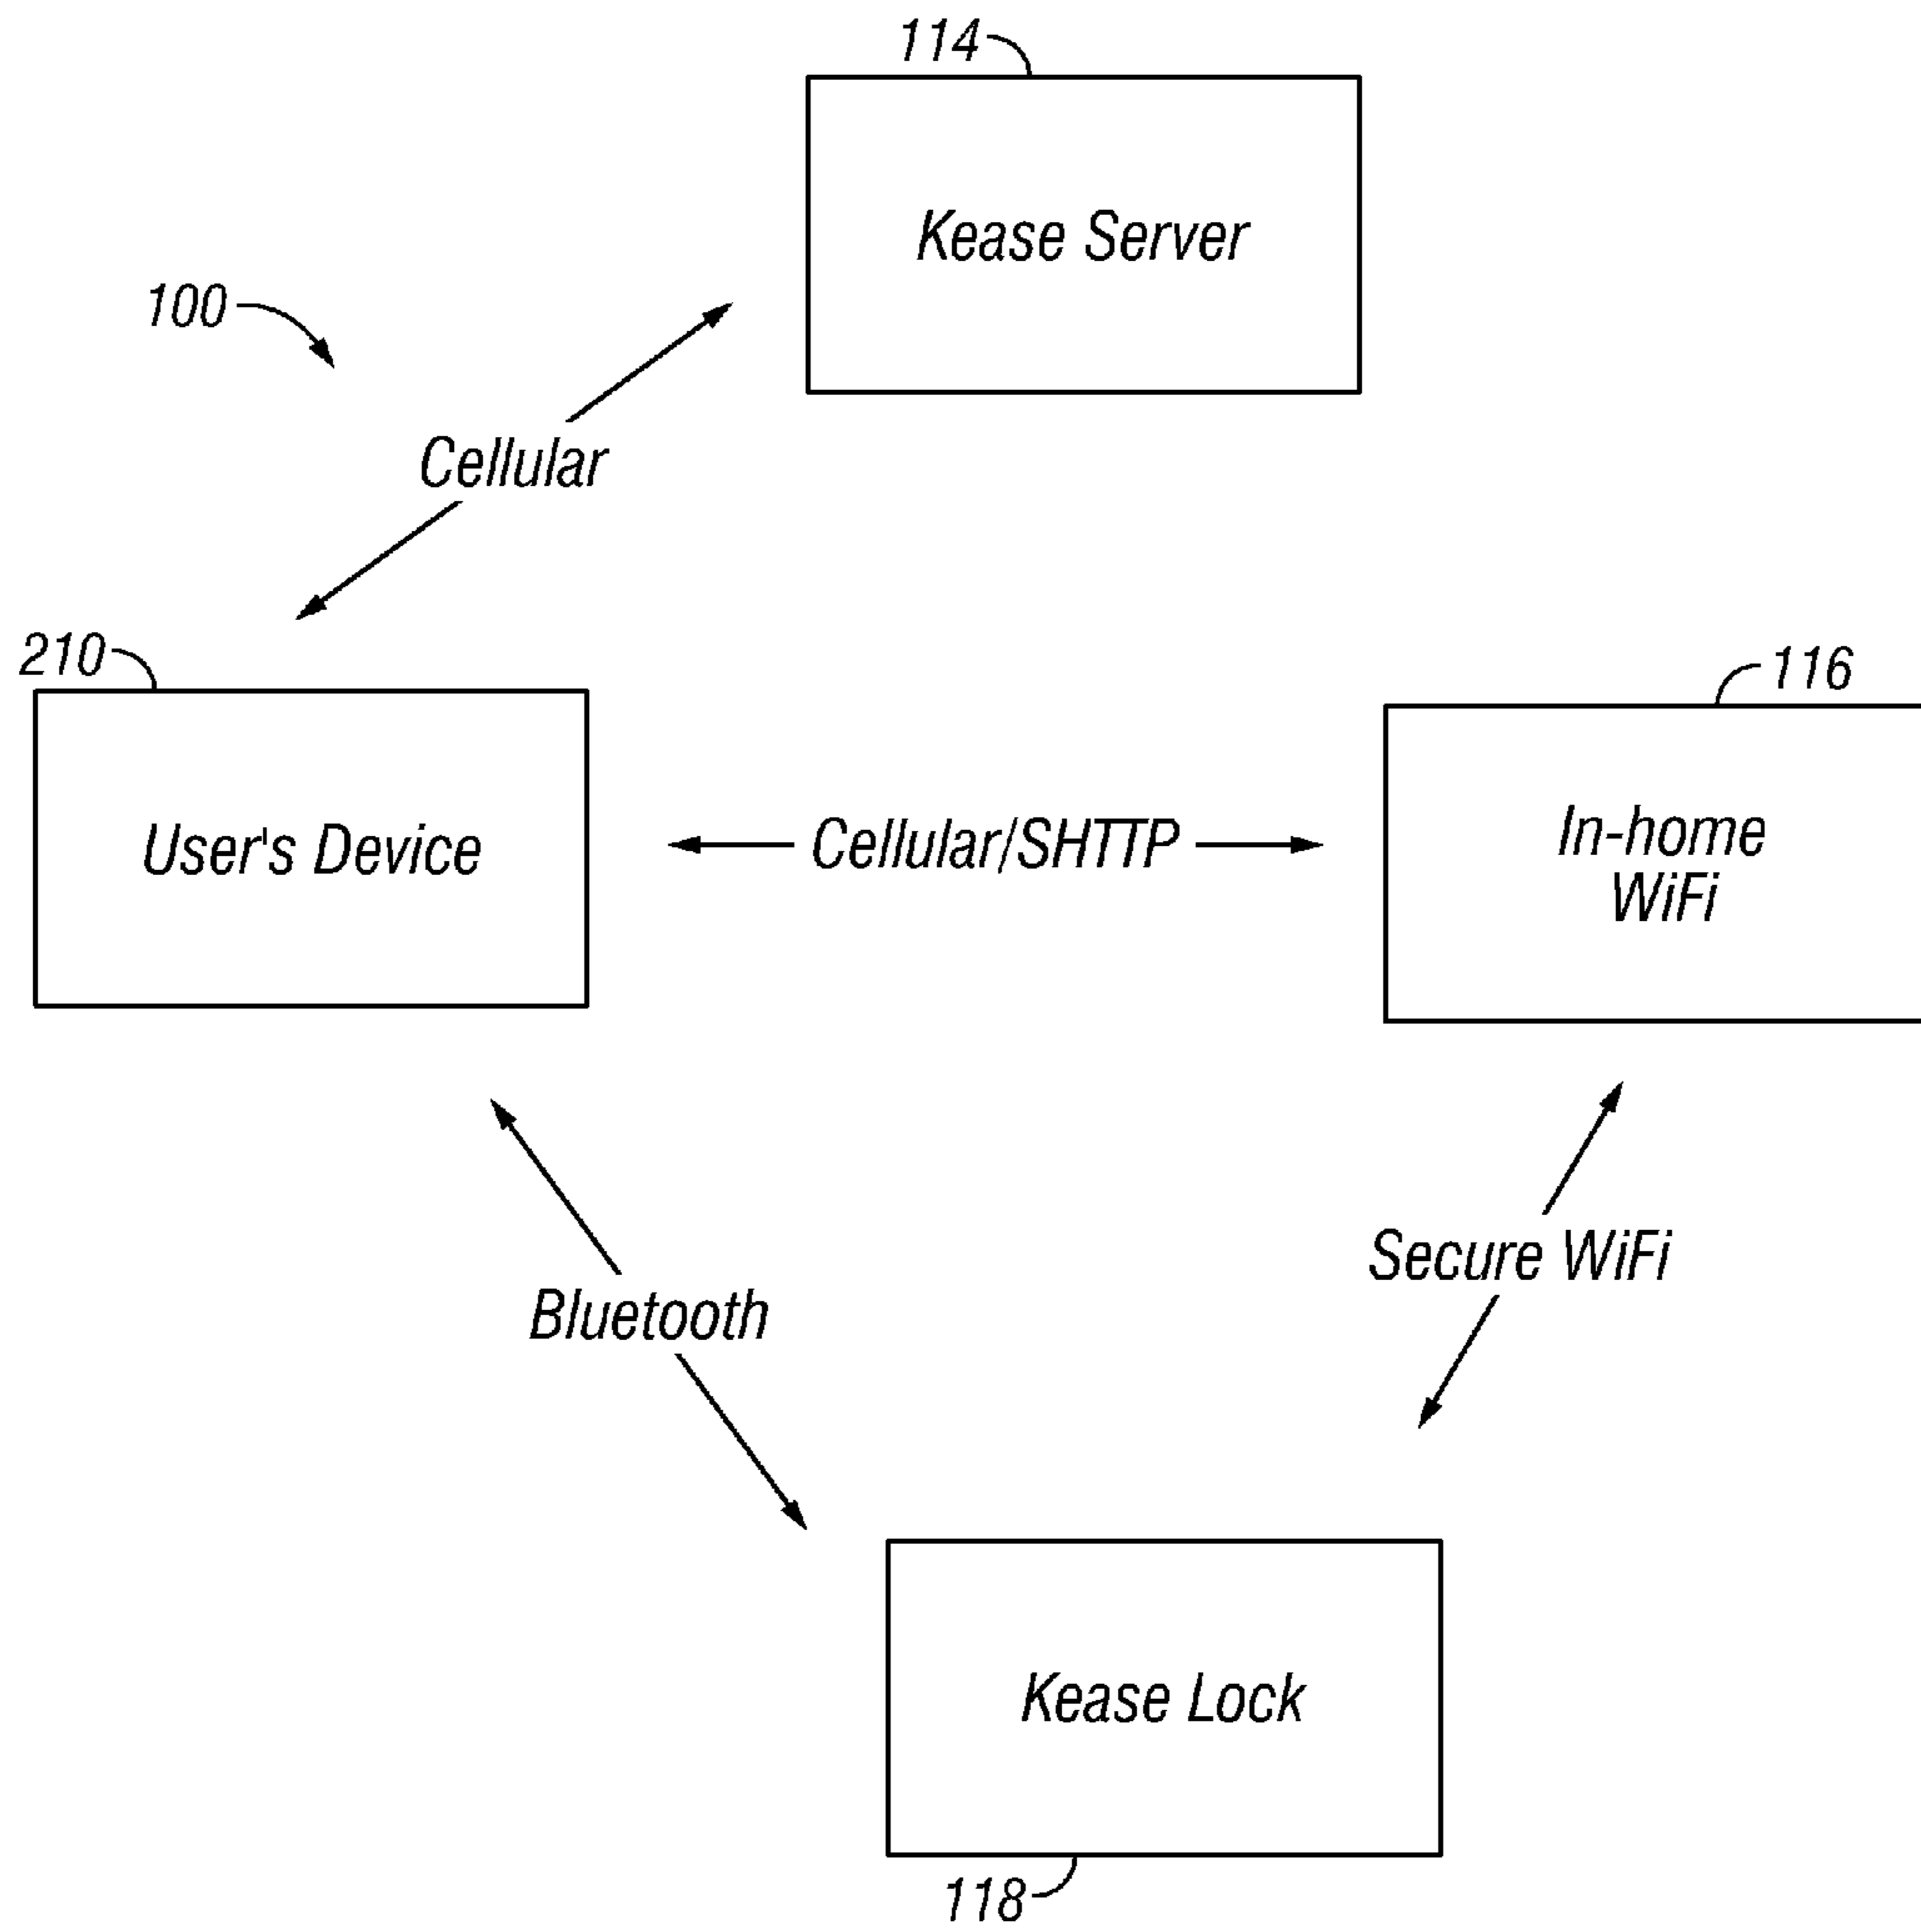 114
Kease Server
100
Cellular
210
116
User's Device
Cellular/SHTTP
In-home
WiFi
Secure WiFi
Bluetooth
Kease Lock
118